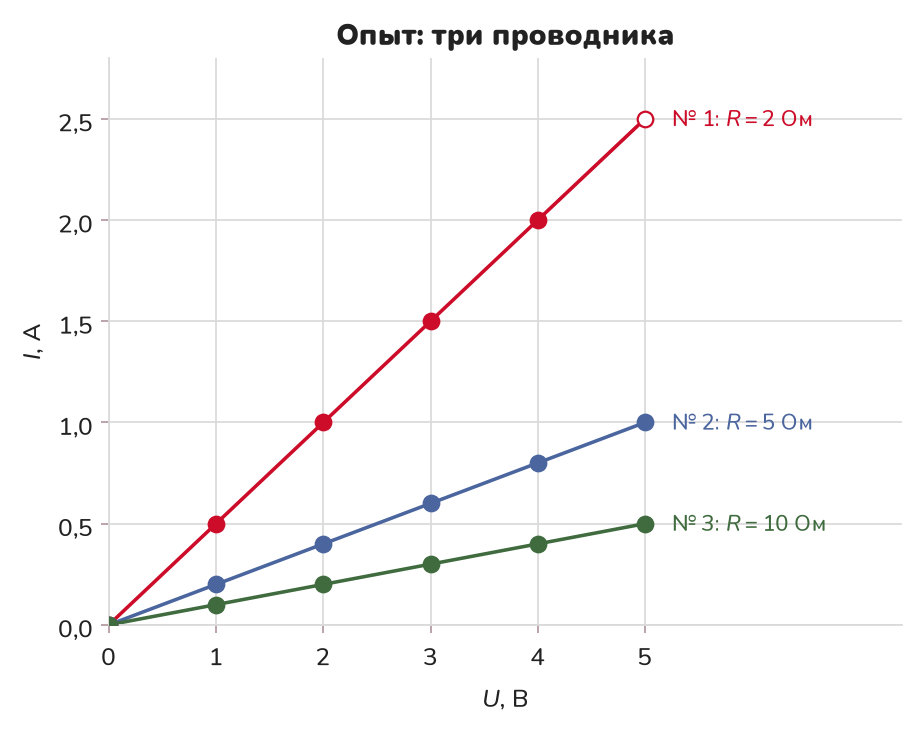 Опыт: три проводника
2,5
2,0
1,5
1,0
0,5
0,0
I, А
№ 1: R = 2 Ом
№ 2: R = 5 Ом
№ 3: R = 10 Ом
0 1 2 3 4 5
U, В